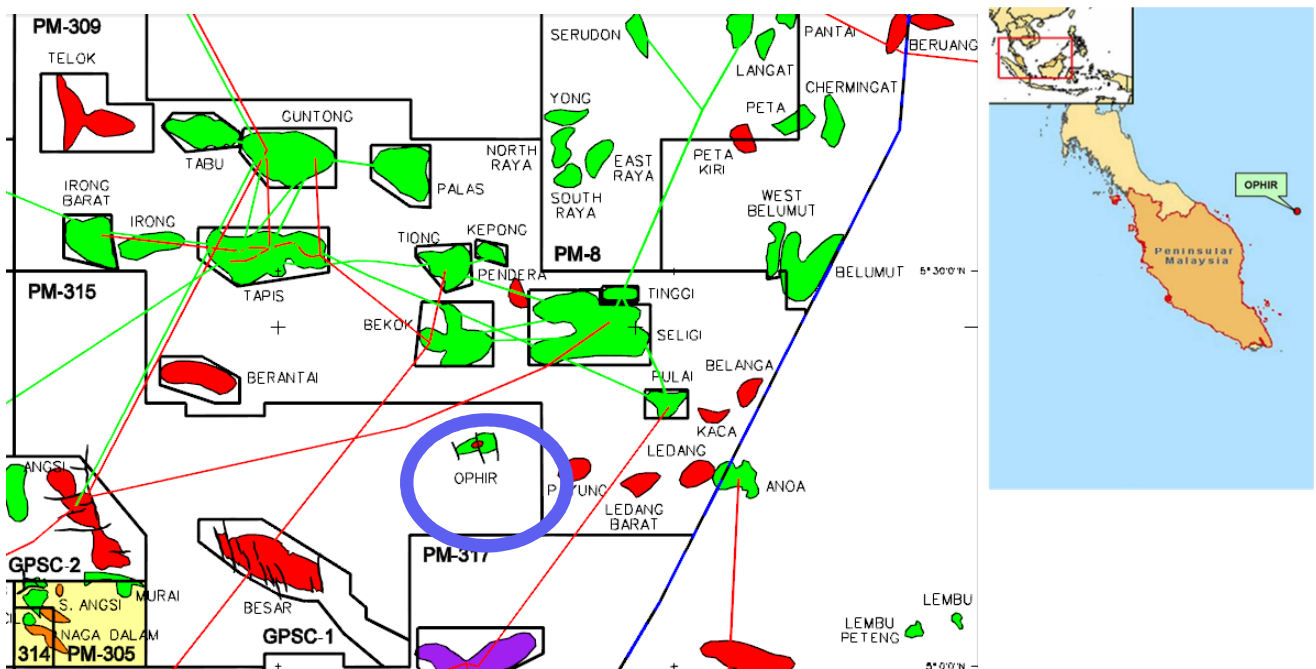 PM-309
TELOK
GUNTONG
TABU
PALAS
IRONG
BARAT
IRONG
TAPIS
TIONG
KEPONG
PENDERA
BEKOK
PM-315
BERANTAI
SERUDON
LANGAT
PANTAI
BERUANG
YONG
PETA
CHERMINGAT
NORTH
RAYA
EAST
RAYA
SOUTH
RAYA
PETA
KIRI
WEST
BELUMUT
BELUMUT
PM-8
5° 30'0"N
TINGGI
SELIGI
PULAI
BELANGA
KACA
LEDANG
LEDANG
BARAT
ANOA
OPHIR
ANGSI
GPSC-2
S. ANGSI
MURAI
NAGA DALAM
314
PM-305
BESAR
GPSC-1
PM-317
LEMBU
LEMBU
PETENG
5° 0'0"N
OPHIR
Peninsular
Malaysia